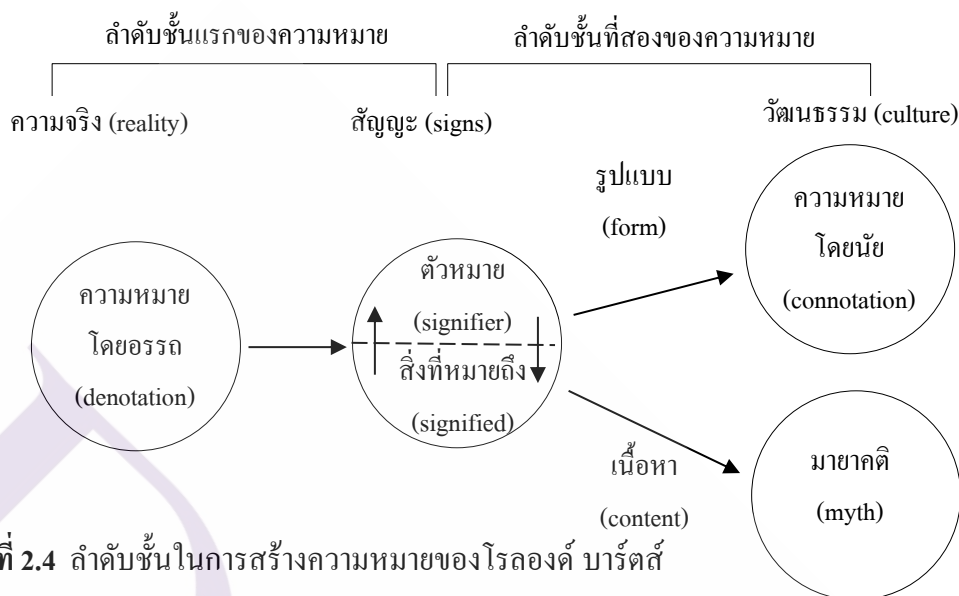 ลำดับชั้นแรกของความหมาย
ลำดับชั้นที่สองของความหมาย
ความจริง (reality)
สัญญะ (signs)
วัฒนธรรม (culture)
ความหมาย
โดยอรรถ
(denotation)
ตัวหมาย
(signifier)
สิ่งที่หมายถึง
(signified)
รูปแบบ
(form)
ความหมาย
โดยนัย
(connotation)
เนื้อหา
(content)
มายาคติ
(myth)
ที่ 2.4 ลำดับชั้นในการสร้างความหมายของโรลองด์ บาร์ตส์